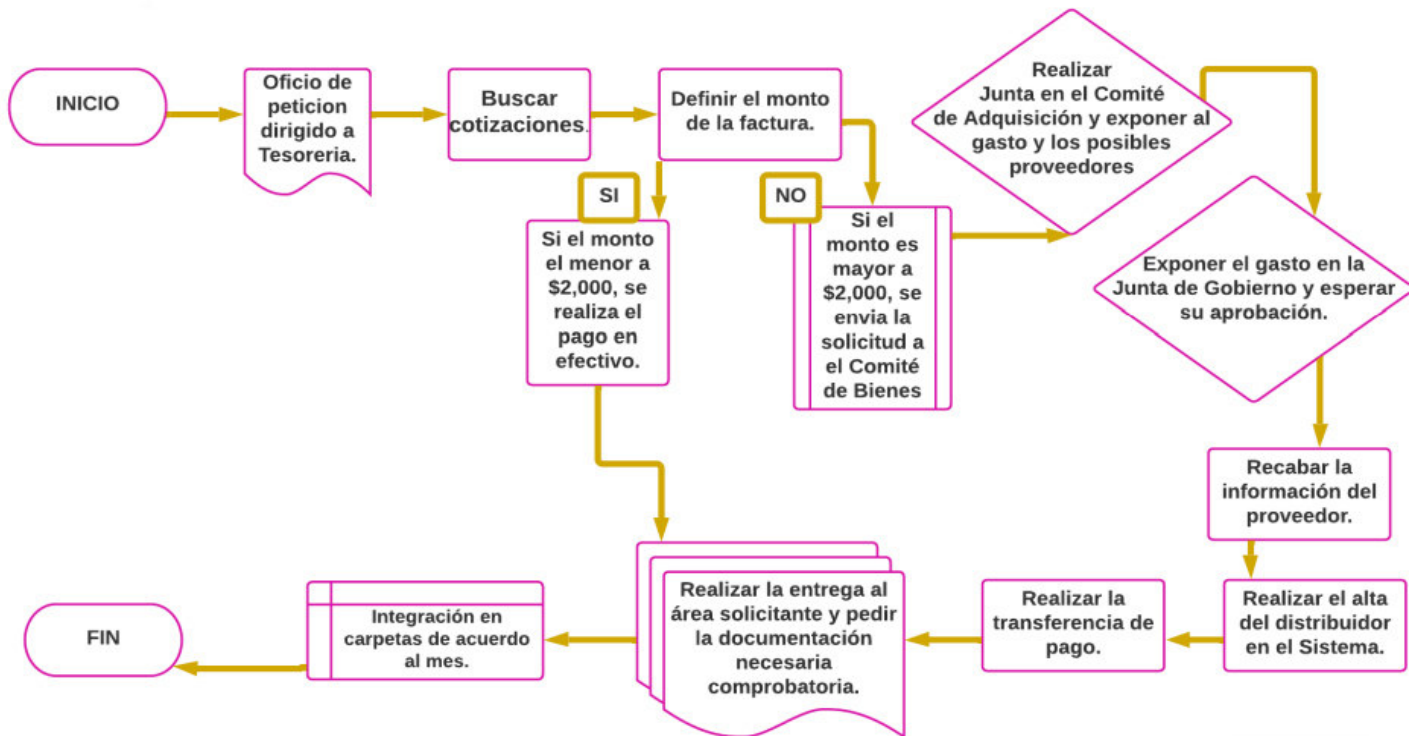 INICIO
Oficio de
peticion
dirigido a
Tesoreria.
Buscar
cotizaciones.
Definir el monto
de la factura.
Realizar
Junta en el Comité
de Adquisición y exponer al
gasto y los posibles
proveedores
SI
NO
Si el monto
el menor a
$2,000, se
realiza el
pago en
efectivo.
Si el
monto es
mayor a
$2,000, se
envia la
solicitud a
el Comité
de Bienes
Exponer el gasto en la
Junta de Gobierno y esperar
su aprobación.
Recabar la
información del
proveedor.
Realizar el alta
del distribuidor
en el Sistema.
Realizar la
transferencia de
pago.
Realizar la entrega al
área solicitante y pedir
la documentación
necesaria
comprobatoria.
Integración en
carpetas de acuerdo
al mes.
FIN